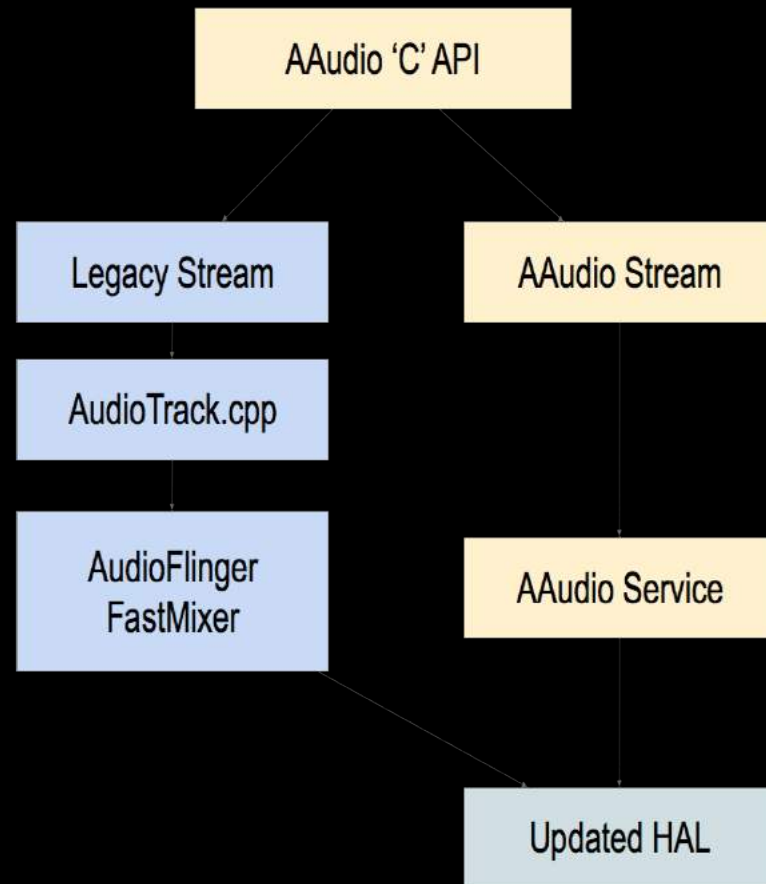 AAudio ‘C’ API
Legacy Stream
AAudio Stream
AudioTrack.cpp
AudioFlinger
FastMixer
AAudio Service
Updated HAL